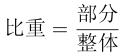 比重 = 部分/整体